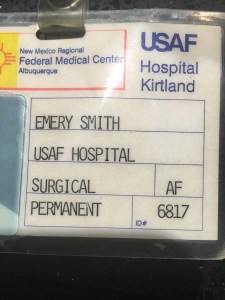 New Mexico Regional
Federal Medical Center
Albuquerque
USAF
Hospital
Kirtland
EMERY SMITH
USAF HOSPITAL
SURGICAL AF
PERMANENT 6817
ID#